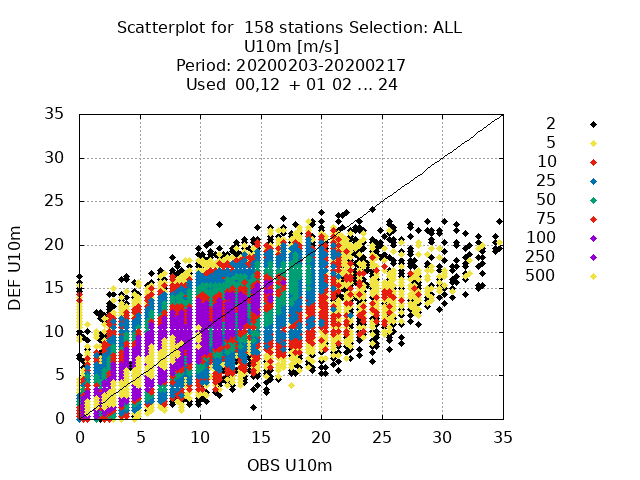 Scatterplot for  158 stations Selection: ALL
U10m [m/s]
Period: 20200203-20200217
Used  00,12  + 01 02 ... 24
35
30
25
20
15
10
5
0
DEF U10m
0 5 10 15 20 25 30 35
OBS U10m
2
5
10
25
50
75
100
250
500